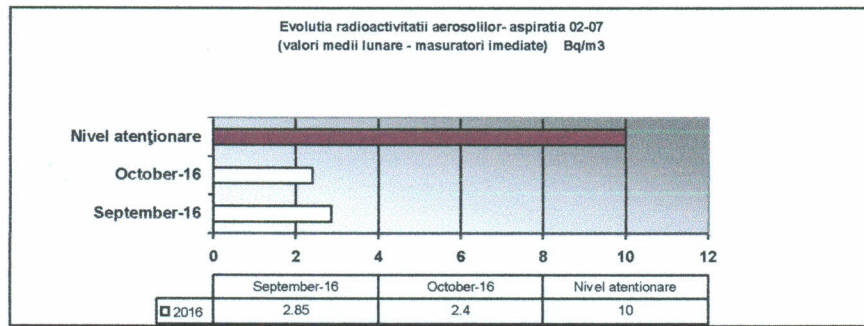 Evolutia radioactivitatii aerosolilor- aspiratia 02-07
(valori medii lunare - masuratori imediate) Bq/m3
Nivel atenţionare
October-16
September-16
0 2 4 6 8 10 12
September-16 October-16 Nivel atentionare
2016 2.85 2.4 10